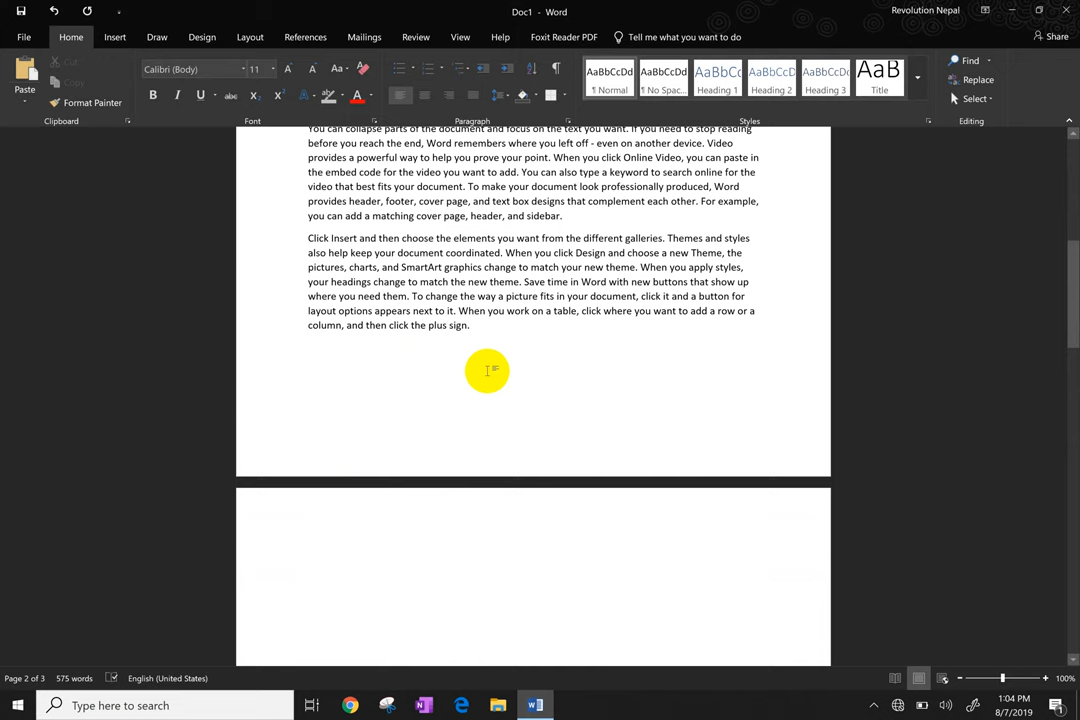 Doc1 - Word
Revolution Nepal
File Home Insert Draw Design Layout References Mailings Review View Help Foxit Reader PDF Tell me what you want to do Share
Paste
Cut
Copy
Format Painter
Clipboard
Calibri (Body) 11
Font
Paragraph
AaBbCcDd AaBbCcDd AaBbCc AaBbCcDd AaBbCcDd AaB
¶ Normal ¶ No Spac... Heading 1 Heading 2 Heading 3 Title
Styles
Find
Replace
Select
Editing
You can collapse parts of the document and focus on the text you want. If you need to stop reading
before you reach the end, Word remembers where you left off - even on another device. Video
provides a powerful way to help you prove your point. When you click Online Video, you can paste in
the embed code for the video you want to add. You can also type a keyword to search online for the
video that best fits your document. To make your document look professionally produced, Word
provides header, footer, cover page, and text box designs that complement each other. For example,
you can add a matching cover page, header, and sidebar.
Click Insert and then choose the elements you want from the different galleries. Themes and styles
also help keep your document coordinated. When you click Design and choose a new Theme, the
pictures, charts, and SmartArt graphics change to match your new theme. When you apply styles,
your headings change to match the new theme. Save time in Word with new buttons that show up
where you need them. To change the way a picture fits in your document, click it and a button for
layout options appears next to it. When you work on a table, click where you want to add a row or a
column, and then click the plus sign.
Page 2 of 3 575 words English (United States) 100%
Type here to search
1:04 PM
8/7/2019